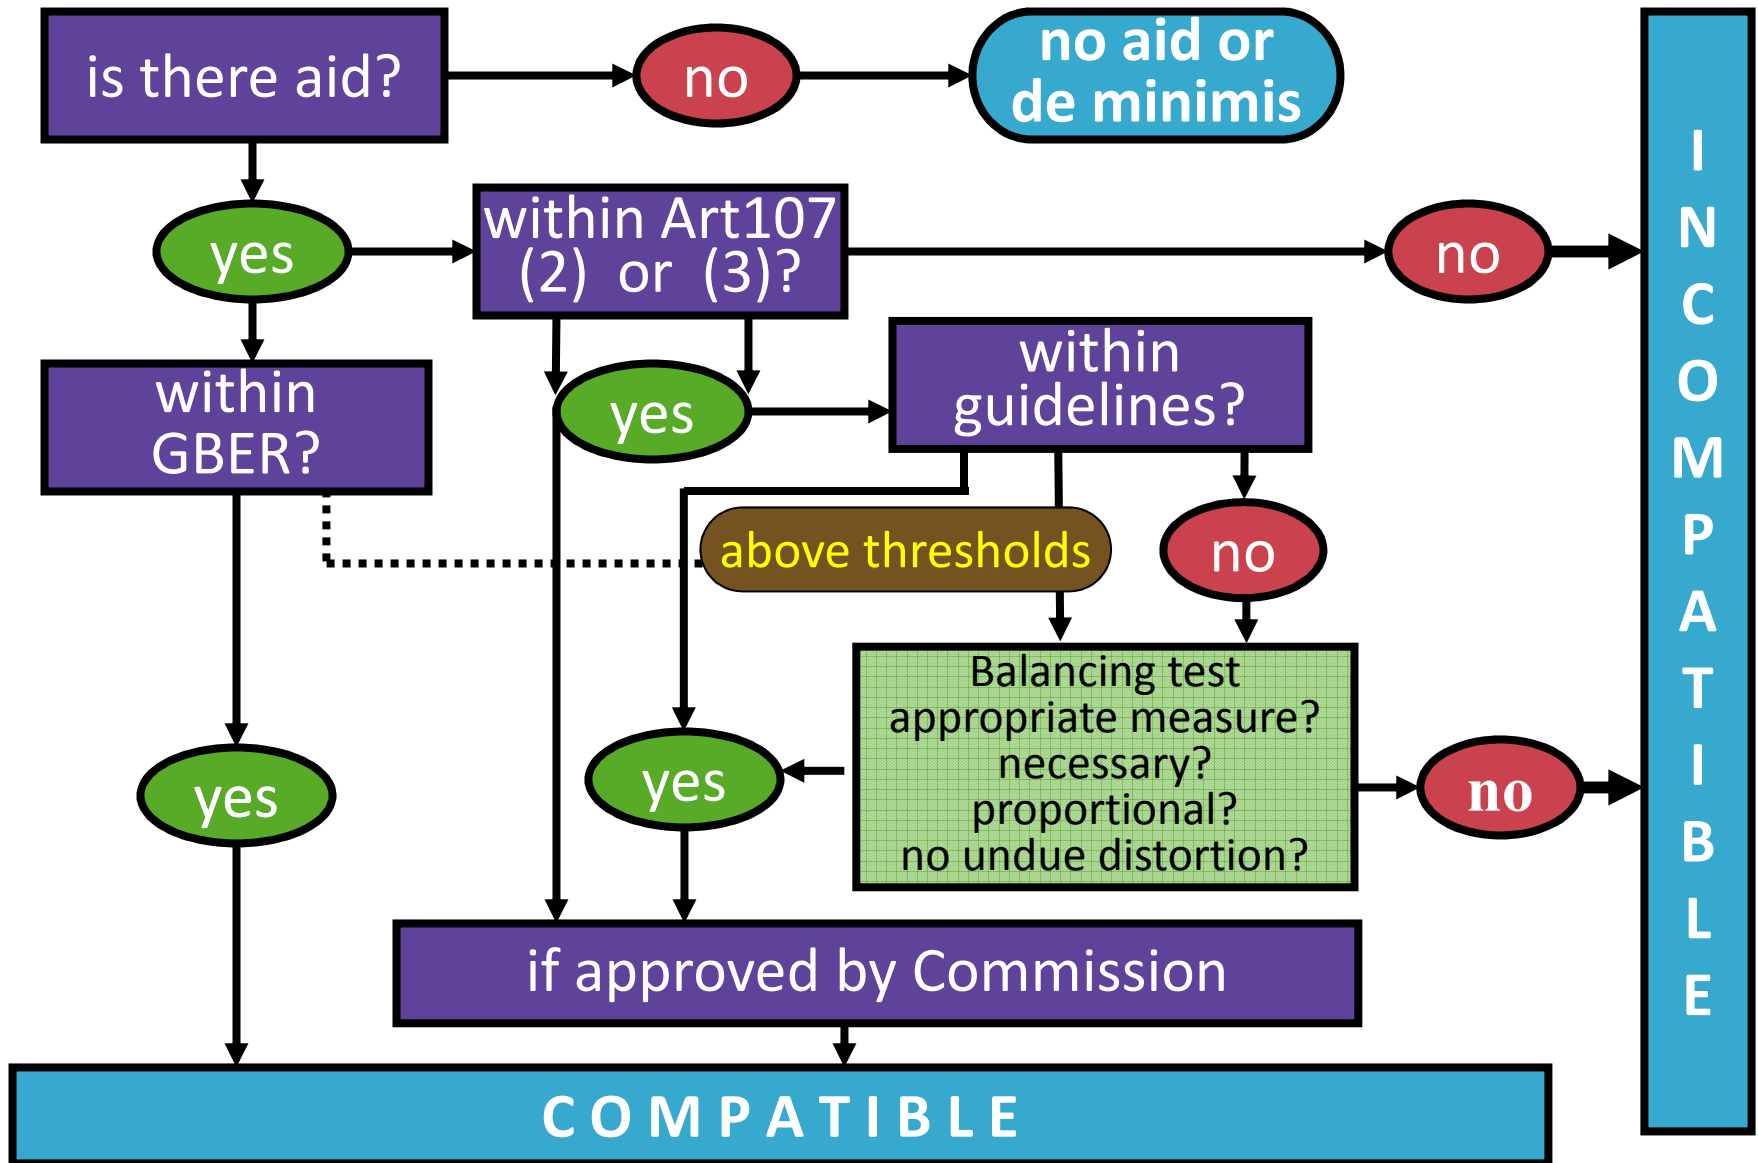 is there aid?
no
no aid or
de minimis
yes
within Art107
(2) or (3)?
no
within
GBER?
yes
within
guidelines?
above thresholds
no
Balancing test
appropriate measure?
necessary?
proportional?
no undue distortion?
yes
yes
no
if approved by Commission
COMPATIBLE
I
N
C
O
M
P
A
T
I
B
L
E